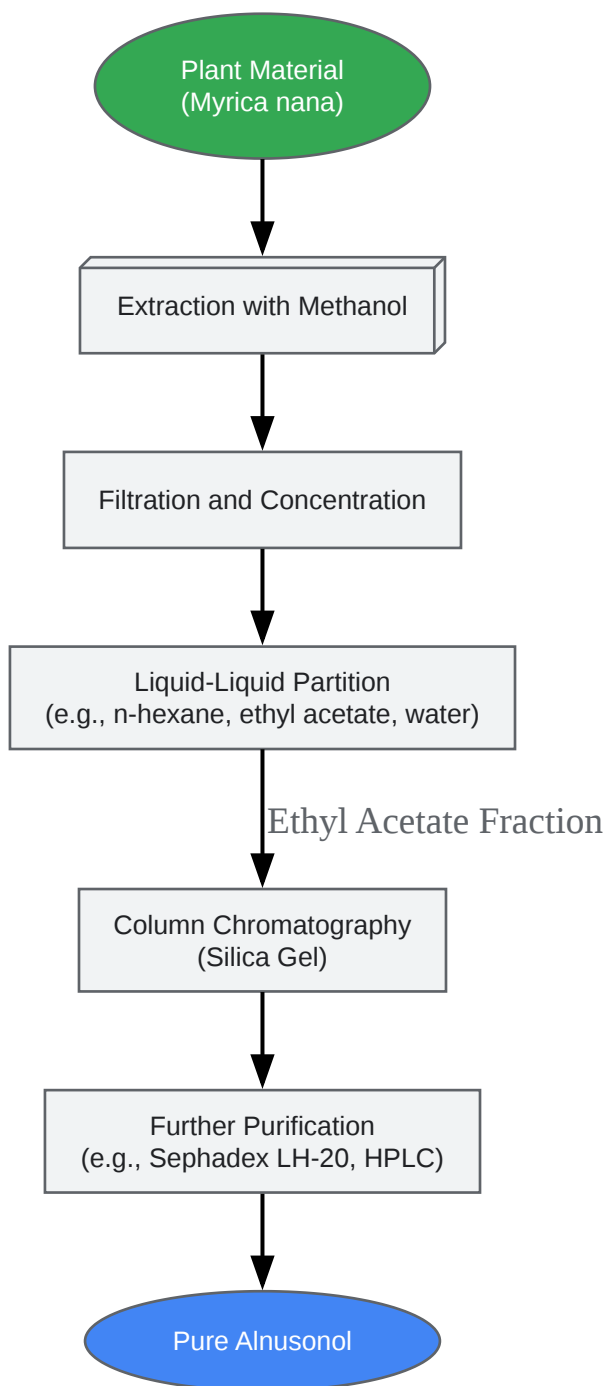 Plant Material
(Myrica nana)
Extraction with Methanol
Filtration and Concentration
Liquid-Liquid Partition
(e.g., n-hexane, ethyl acetate, water)
Ethyl Acetate Fraction
Column Chromatography
(Silica Gel)
Further Purification
(e.g., Sephadex LH-20, HPLC)
Pure Alnusonol